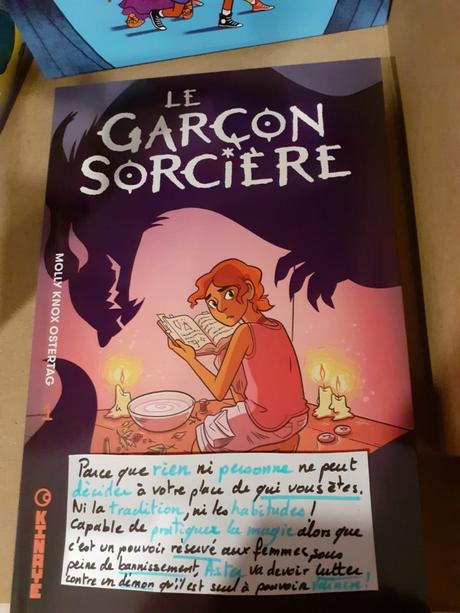 LE
GARÇON
SORCIÈRE
MOLLY KNOX OSTERTAG
1
KINAYE
Parce que rien ni personne ne peut
décider à votre place de qui vous êtes.
Ni la tradition, ni les habitudes !
Capable de pratiquer la magie alors que
c'est un pouvoir réservé aux femmes, sous
peine de bannissement, Aster va devoir lutter
contre un démon qu'il est seul à pouvoir vaincre !